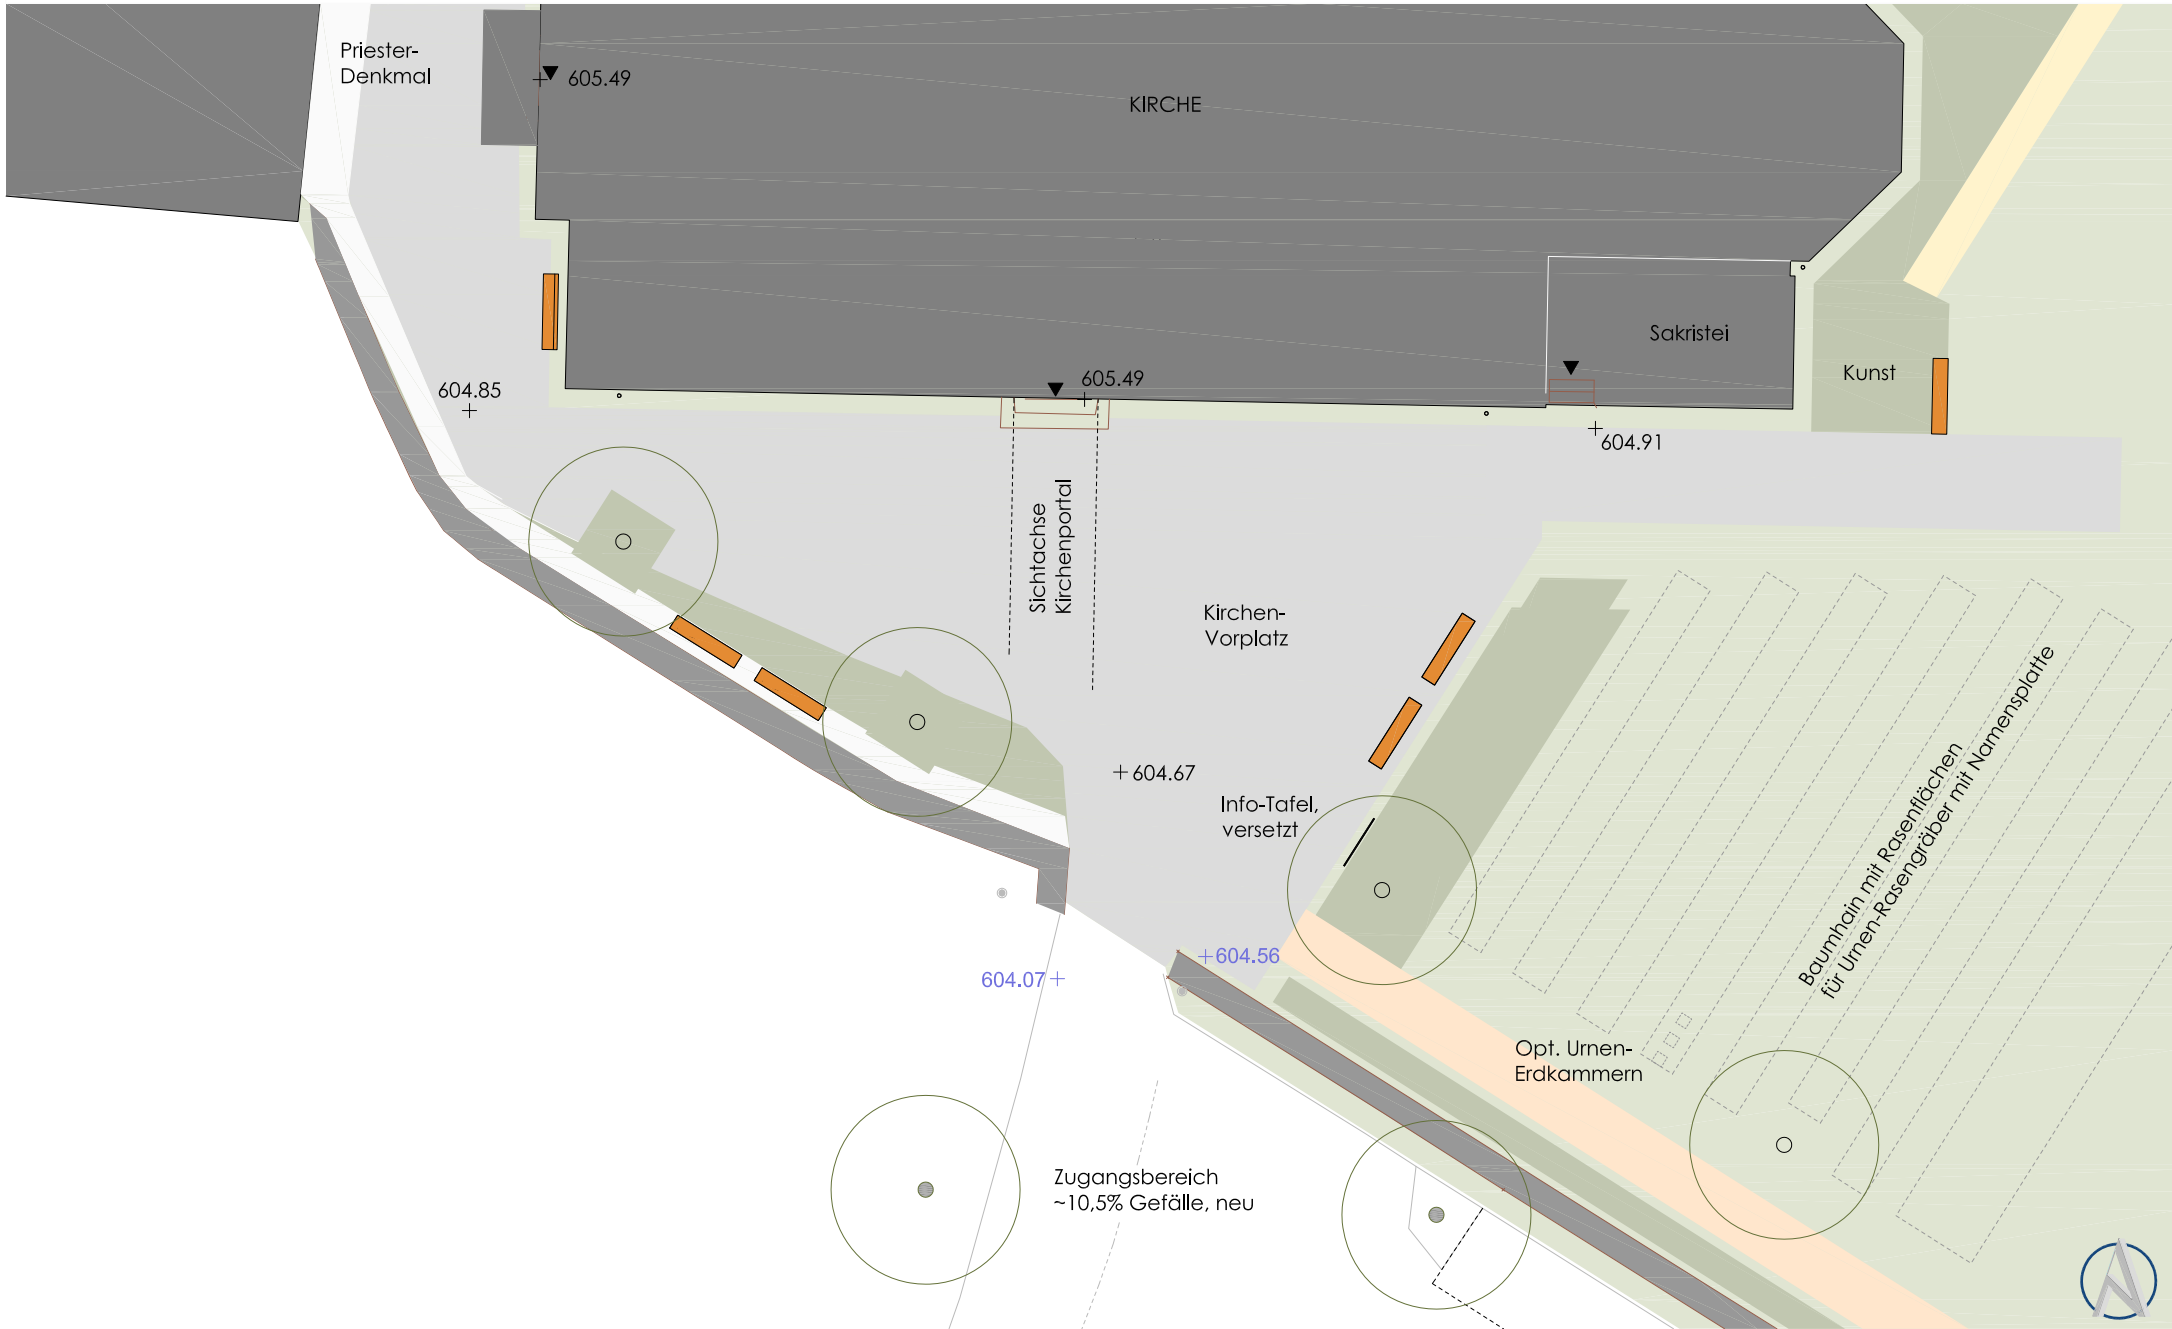 Priester-
Denkmal
605.49
KIRCHE
Sakristei
Kunst
605.49
604.85
604.91
Sichtachse
Kirchenportal
Kirchen-
Vorplatz
604.67
Info-Tafel,
versetzt
604.56
604.07
Baumhain mit Rasenflächen
für Urnen-Rasengräber mit Namensplatte
Opt. Urnen-
Erdkammern
Zugangsbereich
~10,5% Gefälle, neu